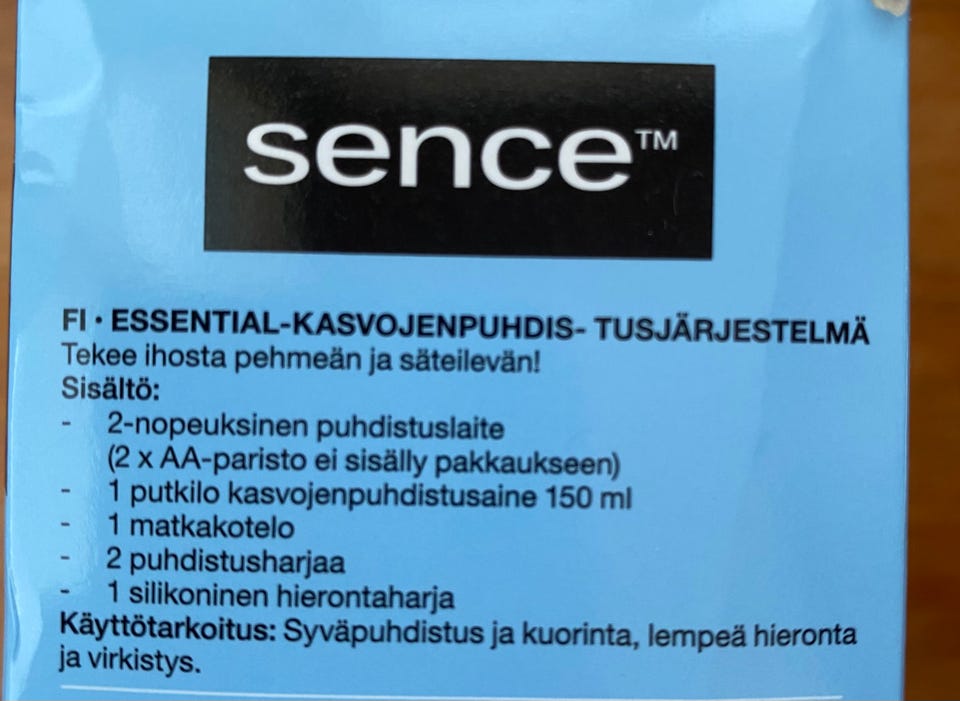 sence™
FI • ESSENTIAL-KASVOJENPUHDIS- TUSJÄRJESTELMÄ
Tekee ihosta pehmeän ja säteilevän!
Sisältö:
- 2-nopeuksinen puhdistuslaite
(2 x AA-paristo ei sisälly pakkaukseen)
- 1 putkilo kasvojenpuhdistusaine 150 ml
- 1 matkakotelo
- 2 puhdistusharjaa
- 1 silikoninen hierontaharja
Käyttötarkoitus: Syväpuhdistus ja kuorinta, lempeä hieronta
ja virkistys.